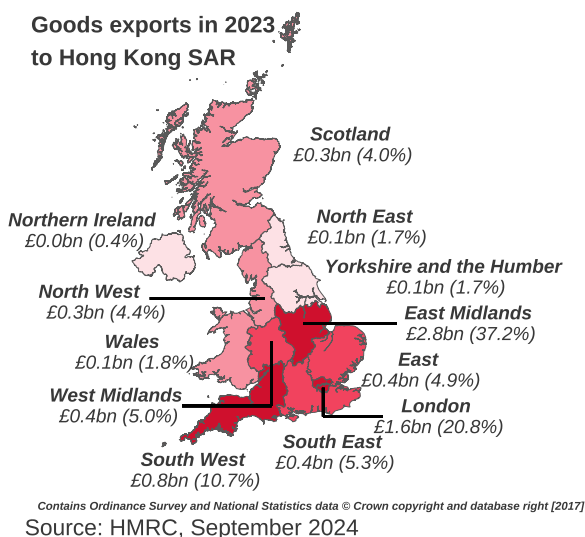 Goods exports in 2023
to Hong Kong SAR
Scotland
£0.3bn (4.0%)
Northern Ireland
£0.0bn (0.4%)
North East
£0.1bn (1.7%)
Yorkshire and the Humber
£0.1bn (1.7%)
North West
£0.3bn (4.4%)
East Midlands
£2.8bn (37.2%)
Wales
£0.1bn (1.8%)
East
£0.4bn (4.9%)
West Midlands
£0.4bn (5.0%)
London
£1.6bn (20.8%)
South East
£0.4bn (5.3%)
South West
£0.8bn (10.7%)
Contains Ordinance Survey and National Statistics data © Crown copyright and database right [2017]
Source: HMRC, September 2024